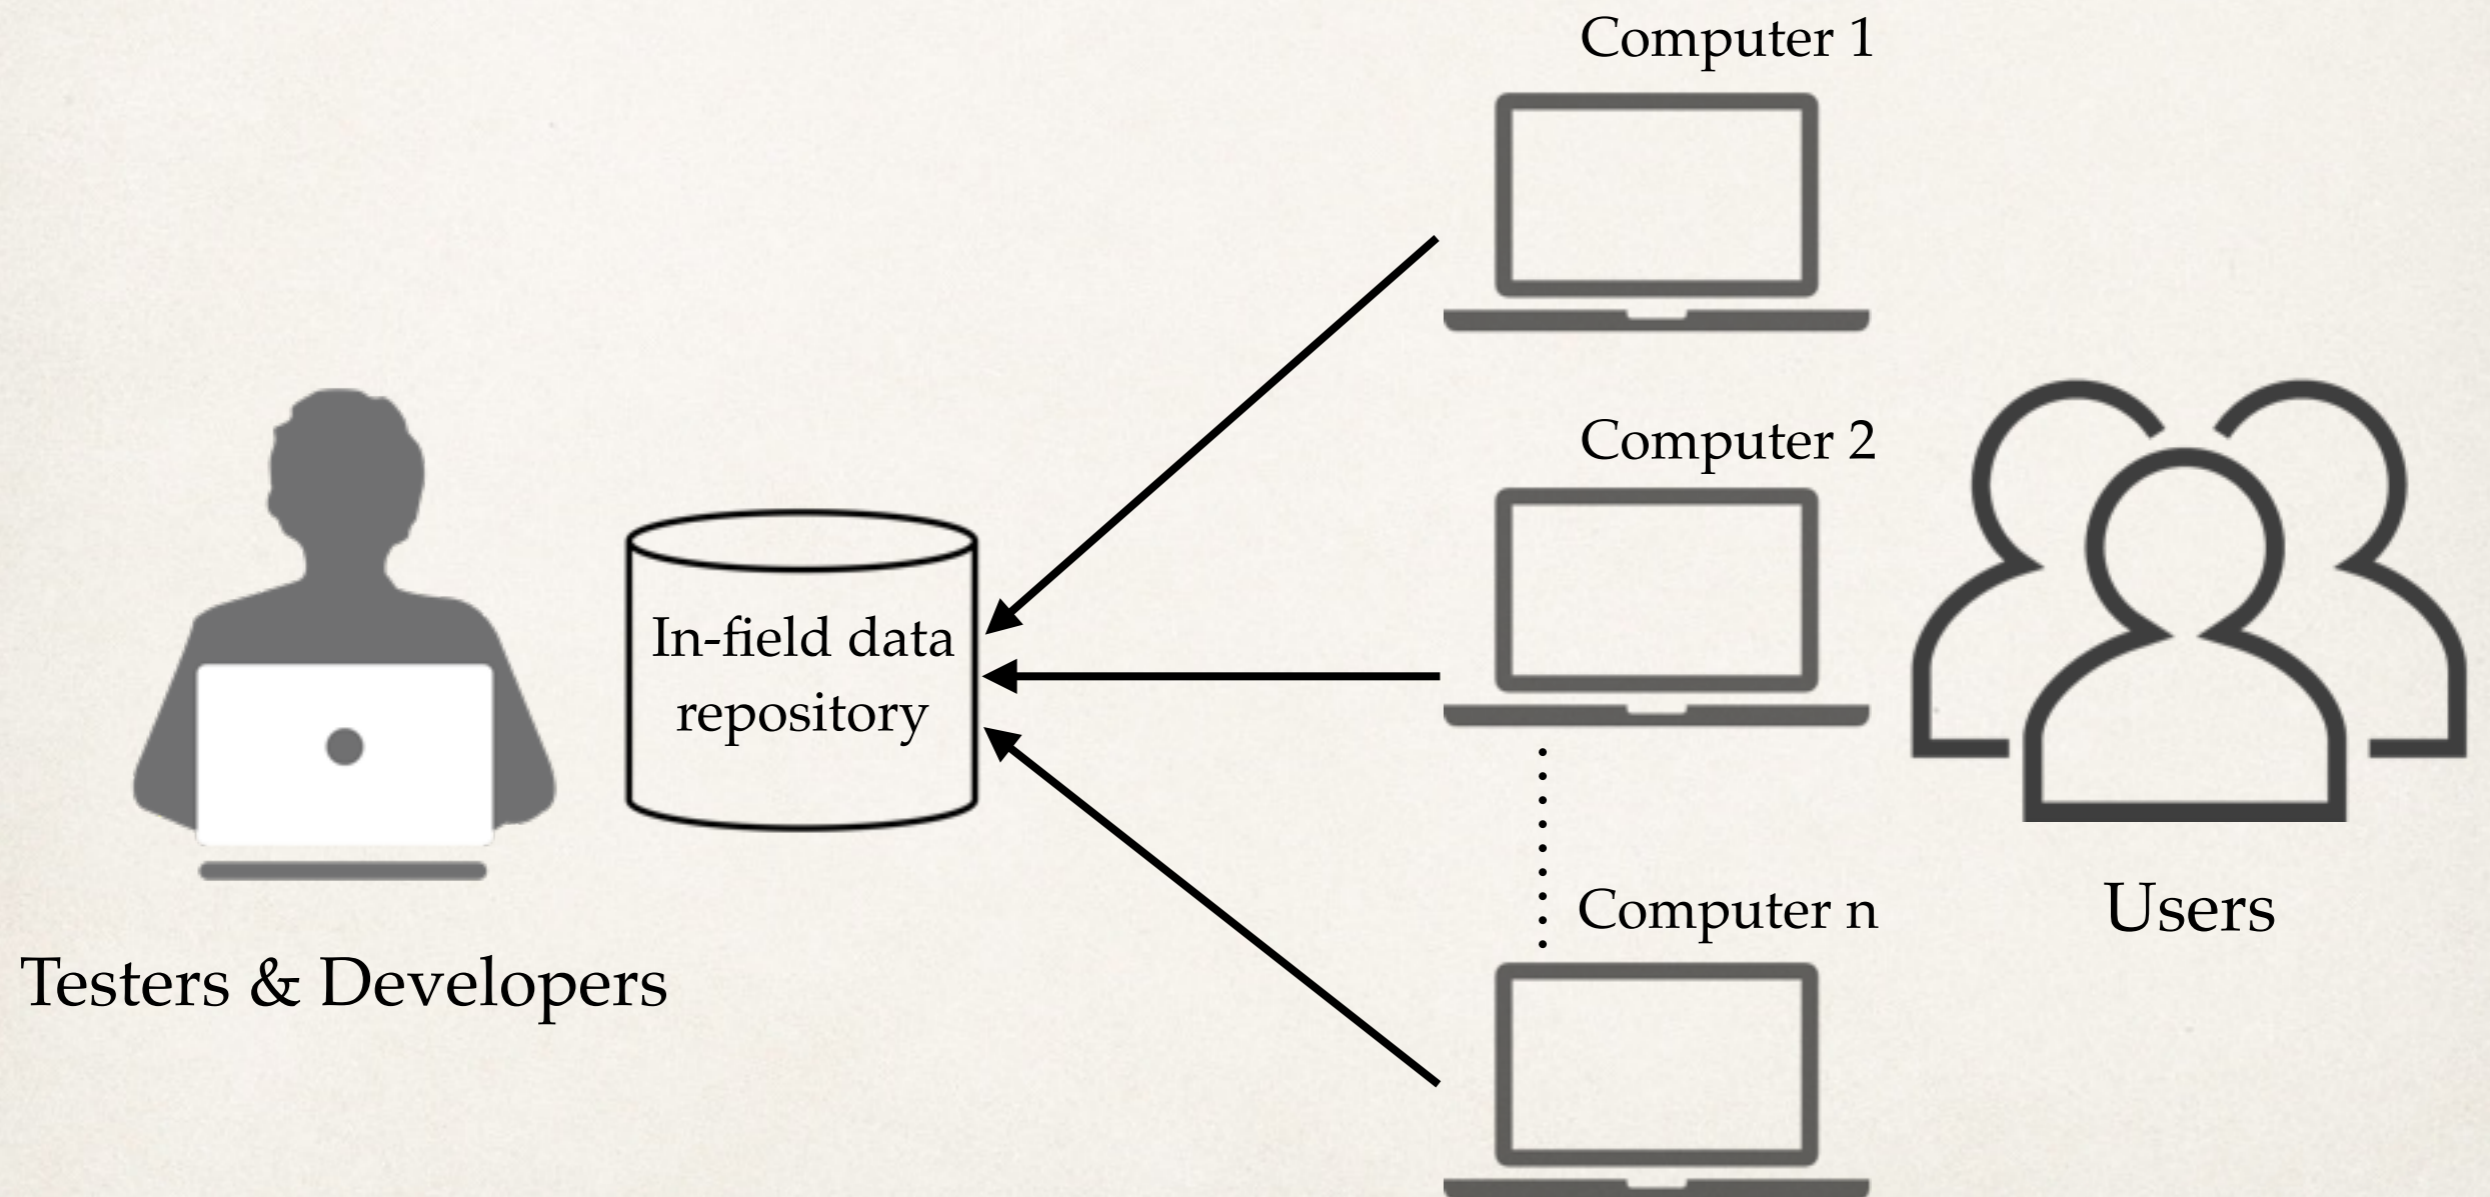 Computer 1
Computer 2
In-field data
repository
Computer n
Users
Testers & Developers